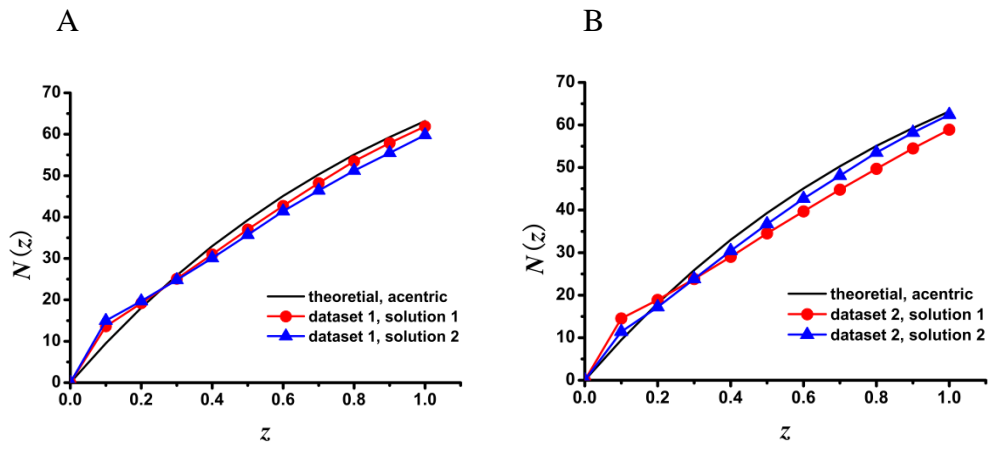 A
B
70
60
50
40
30
20
10
0
N(z)
theoretial, acentric
dataset 1, solution 1
dataset 1, solution 2
0.0 0.2 0.4 0.6 0.8 1.0
z
70
60
50
40
30
20
10
0
N(z)
theoretial, acentric
dataset 2, solution 1
dataset 2, solution 2
0.0 0.2 0.4 0.6 0.8 1.0
z